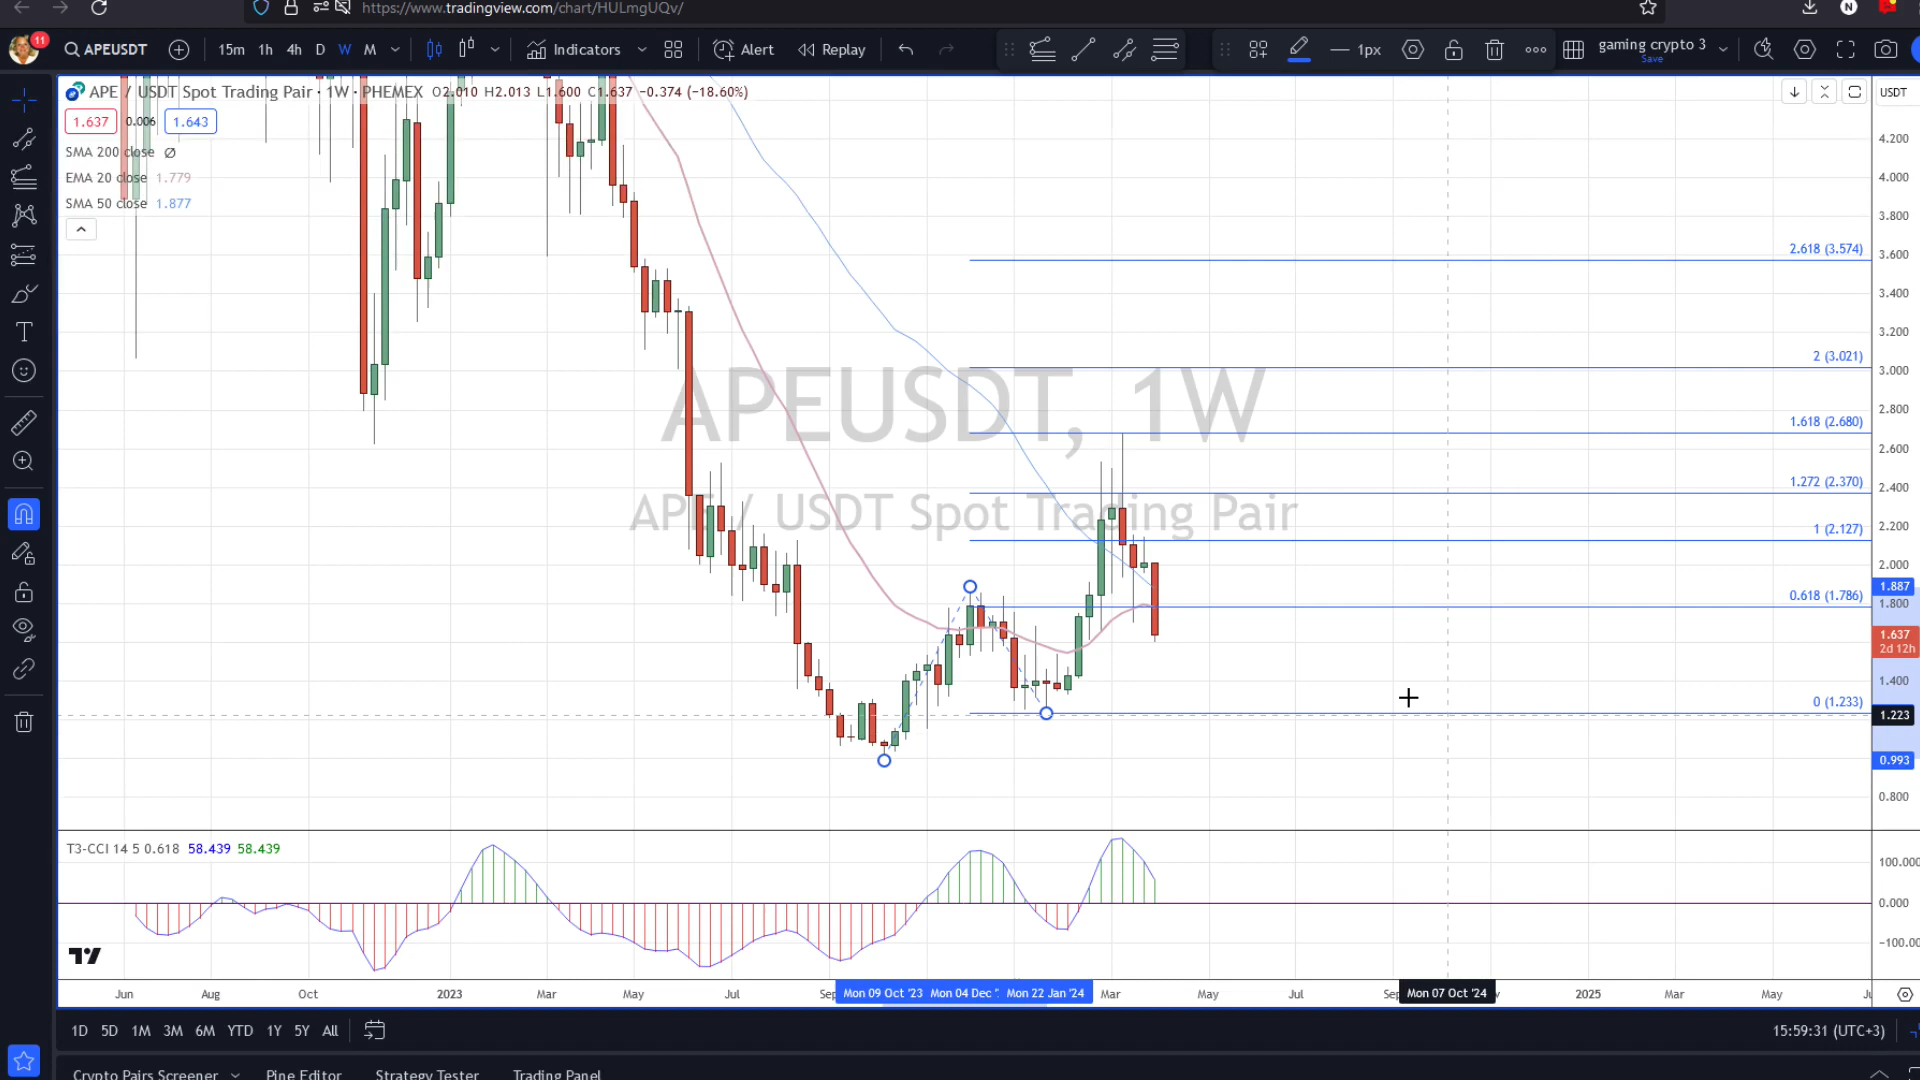 https://www.tradingview.com/chart/HULmgUQv/
N
11
APEUSDT
15m 1h 4h D W M
Indicators
Alert
Replay
1px
gaming crypto 3
Save
APE / USDT Spot Trading Pair · 1W · PHEMEX O2.010 H2.013 L1.600 C1.637 −0.374 (−18.60%)
USDT
1.637 0.006 1.643
SMA 200 close Ø
EMA 20 close 1.779
SMA 50 close 1.877
4.200
4.000
3.800
3.600
3.400
3.200
3.000
2.800
2.600
2.400
2.200
2.000
1.887
1.800
1.637
2d 12h
1.400
1.223
0.993
0.800
2.618 (3.574)
2 (3.021)
1.618 (2.680)
1.272 (2.370)
1 (2.127)
0.618 (1.786)
0 (1.233)
APEUSDT, 1W
APE / USDT Spot Trading Pair
T3-CCI 14 5 0.618 58.439 58.439
100.00
0.000
−100.00
Jun Aug Oct 2023 Mar May Jul Sep Mon 09 Oct '23 Mon 04 Dec ' Mon 22 Jan '24 Mar May Jul Sep Mon 07 Oct '24 v 2025 Mar May Ju
1D 5D 1M 3M 6M YTD 1Y 5Y All
15:59:31 (UTC+3)
Crypto Pairs Screener Pine Editor Strategy Tester Trading Panel